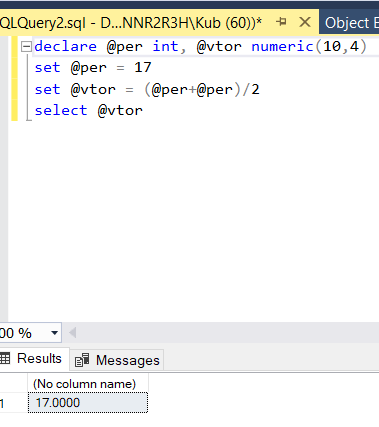 QLQuery2.sql - D...NNR2R3H\Kub (60))* Object E
declare @per int, @vtor numeric(10,4)
set @per = 17
set @vtor = (@per+@per)/2
select @vtor
00 %
Results Messages
(No column name)
1 17.0000